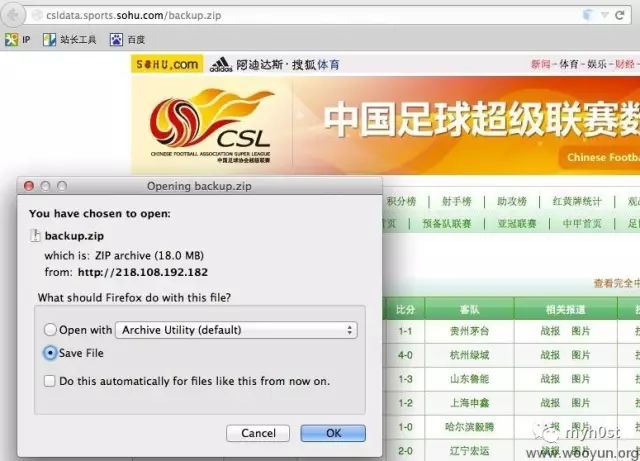 csldata.sports.sohu.com/backup.zip
IP 站长工具 百度
SOHU.com adidas 阿迪达斯·搜狐体育 新闻-体育-娱乐-财经-
CSL
CHINESE FOOTBALL ASSOCIATION SUPER LEAGUE
中国足球协会超级联赛
中国足球超级联赛数
Chinese Footbal
积分榜 射手榜 助攻榜 红黄牌统计
首页 预备队联赛 亚冠联赛 中甲首页
查看完全中
比分 客队 相关报道
1-1 贵州茅台 战报 图片
4-0 杭州绿城 战报 图片
1-3 山东鲁能 战报 图片
1-2 上海申鑫 战报 图片
1-0 哈尔滨毅腾 战报 图片
2-0 辽宁宏运 战报 图片
Opening backup.zip
You have chosen to open:
backup.zip
which is: ZIP archive (18.0 MB)
from: http://218.108.192.182
What should Firefox do with this file?
Open with Archive Utility (default)
Save File
Do this automatically for files like this from now on.
Cancel OK
myh0st
www.wooyun.org